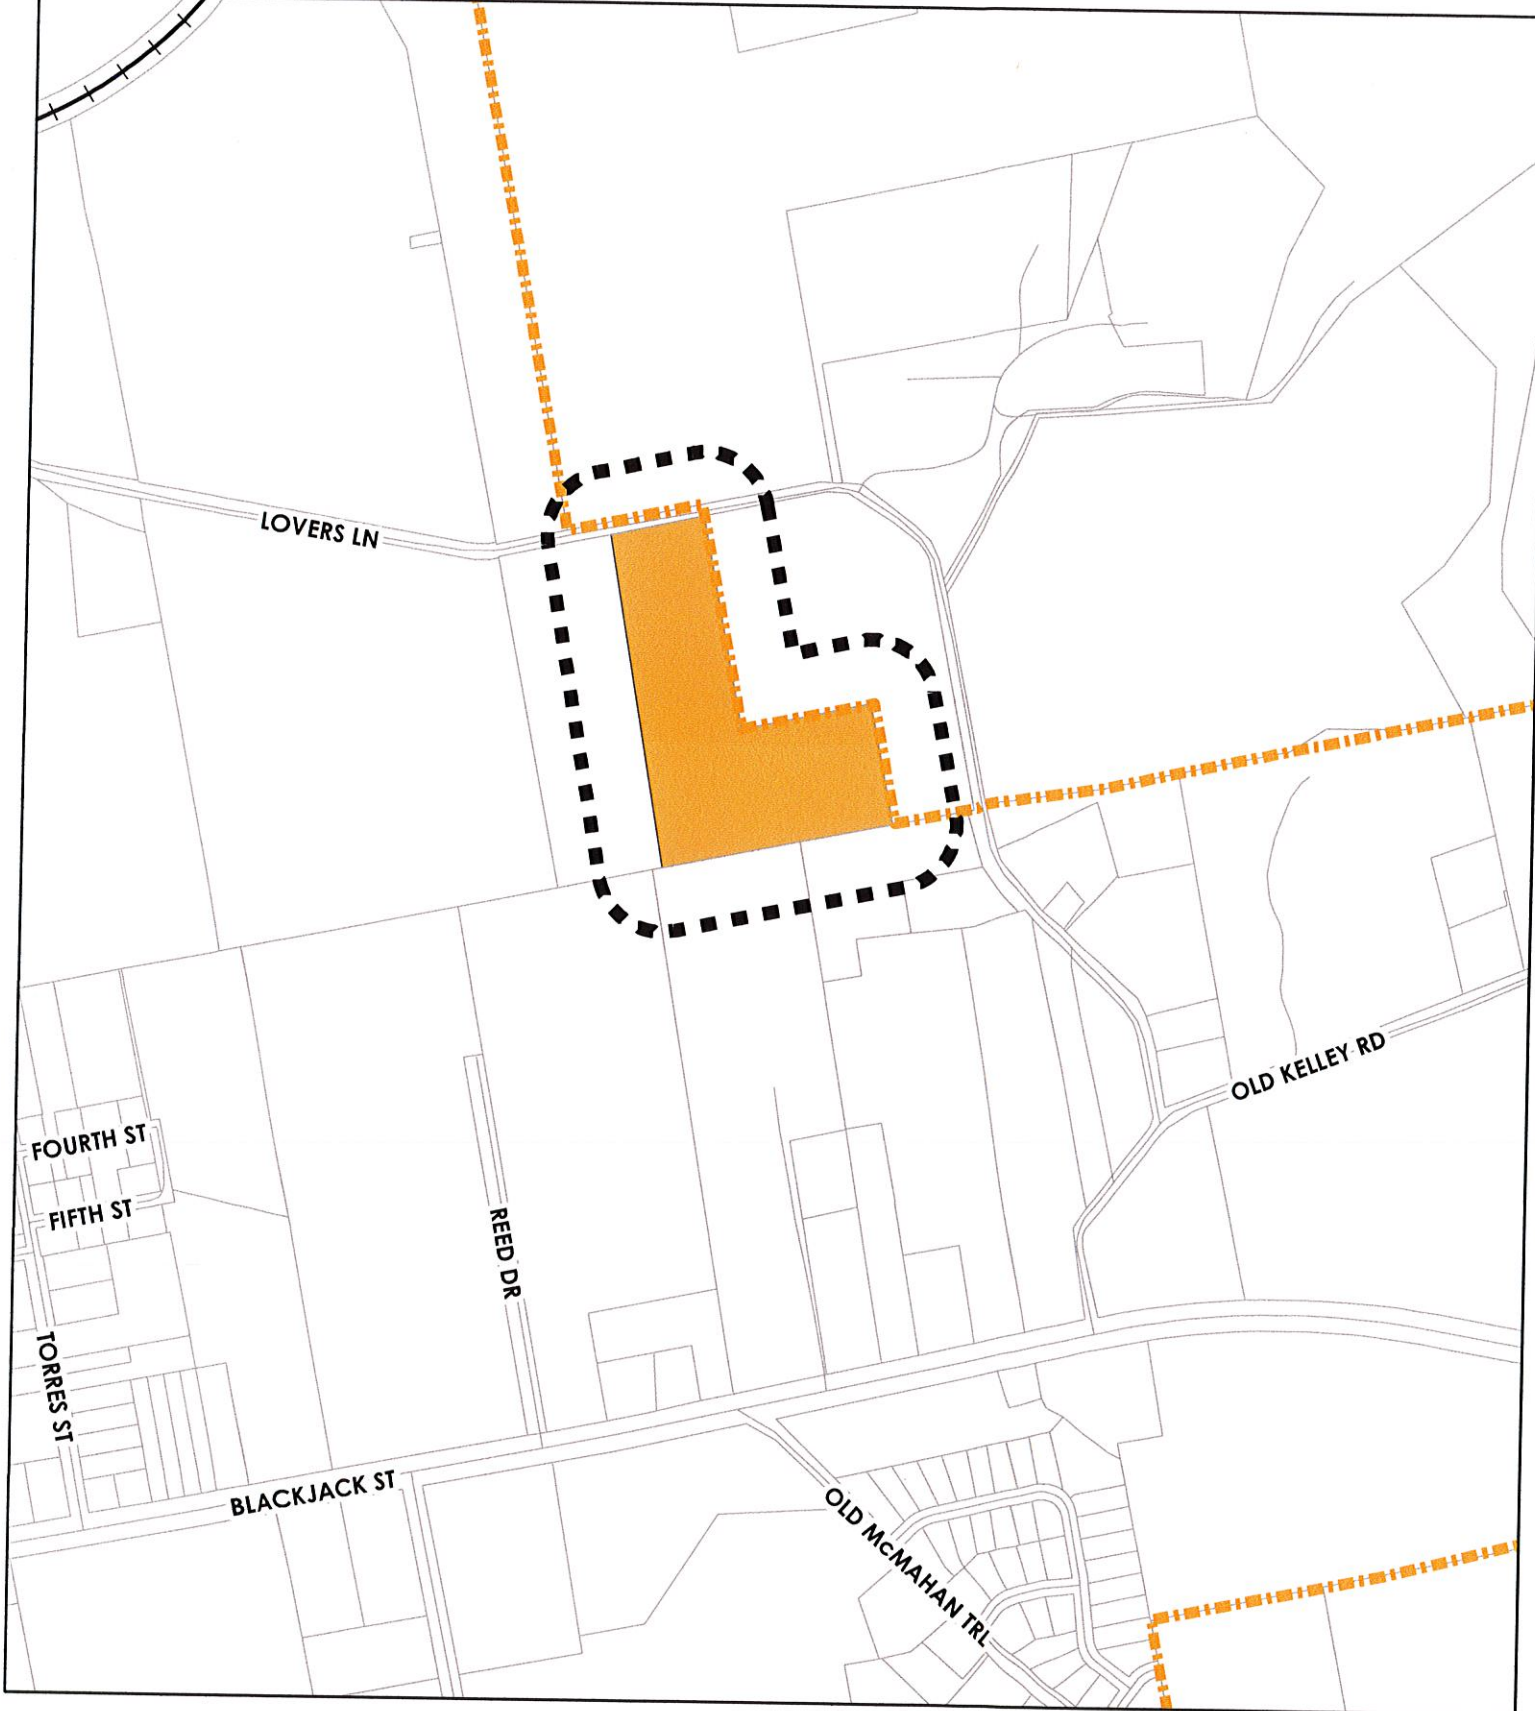 LOVERS LN
OLD KELLEY RD
FOURTH ST
FIFTH ST
REED DR
TORRES ST
BLACKJACK ST
OLD McMAHAN TRL